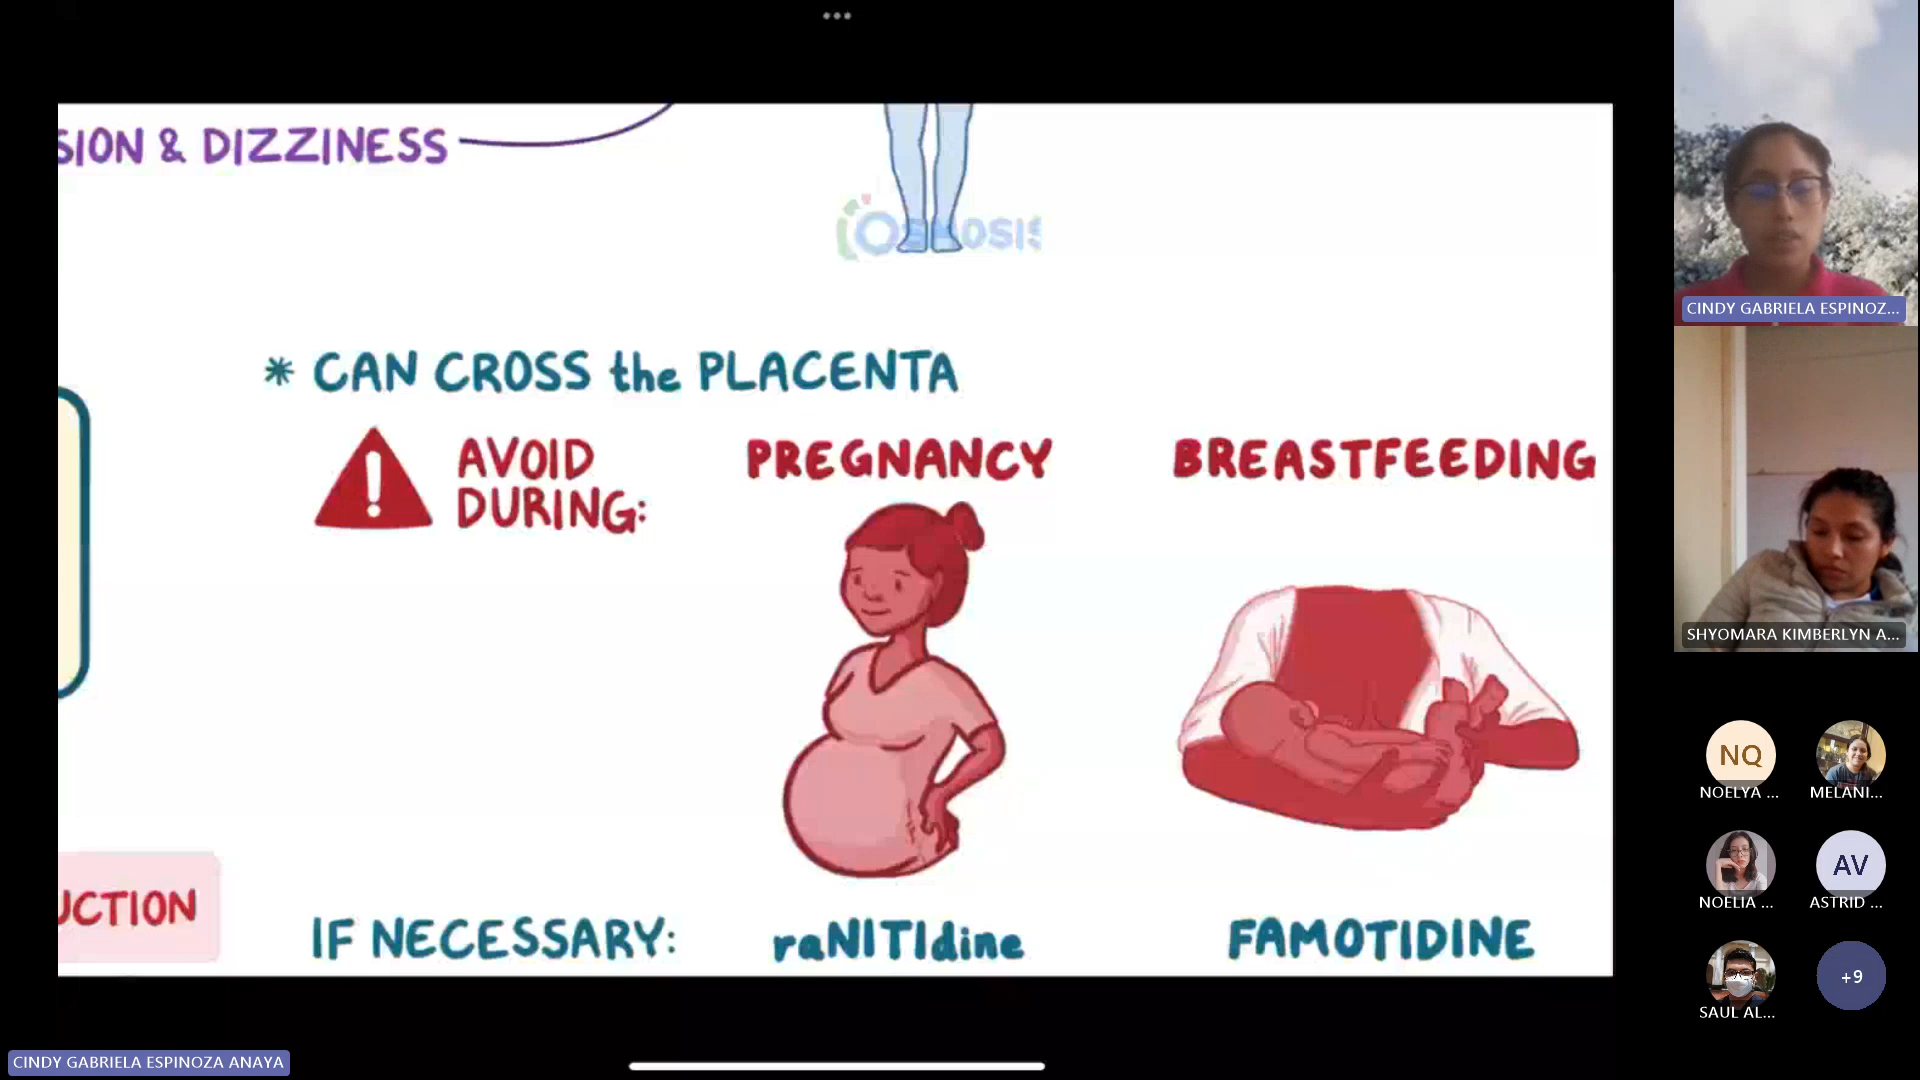 SION & DIZZINESS
OSMOSIS
* CAN CROSS the PLACENTA
AVOID DURING:
PREGNANCY
BREASTFEEDING
UCTION
IF NECESSARY:
raNITIdine
FAMOTIDINE
CINDY GABRIELA ESPINOZ...
SHYOMARA KIMBERLYN A...
NQ
NOELYA ...
MELANI...
NOELIA ...
AV
ASTRID ...
SAUL AL...
+9
CINDY GABRIELA ESPINOZA ANAYA